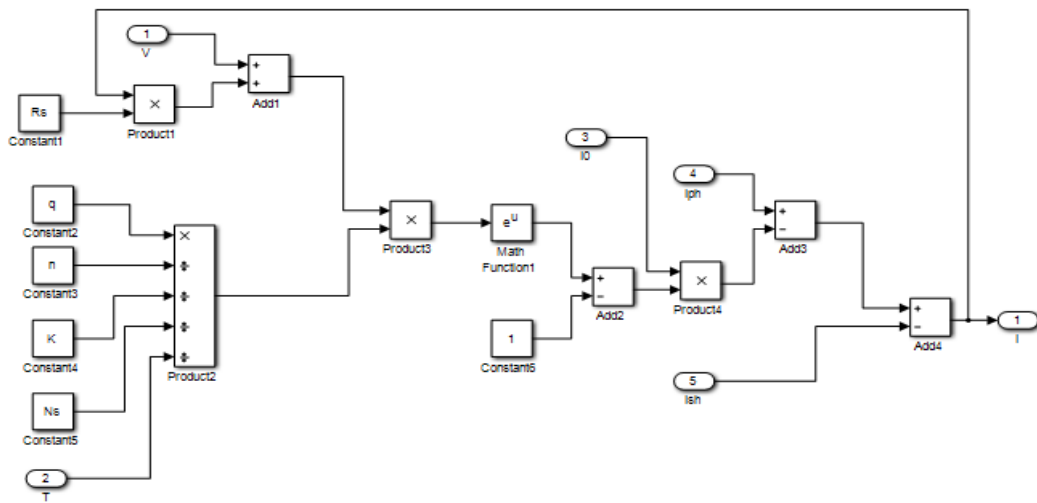 1
V
+
+
Add1
Rs
Constant1
×
Product1
3
I0
4
Iph
q
Constant2
n
Constant3
K
Constant4
Ns
Constant5
2
T
×
÷
÷
÷
÷
Product2
×
Product3
e^u
Math
Function1
+
−
Add2
1
Constant6
×
Product4
+
−
Add3
5
Ish
+
−
Add4
1
I